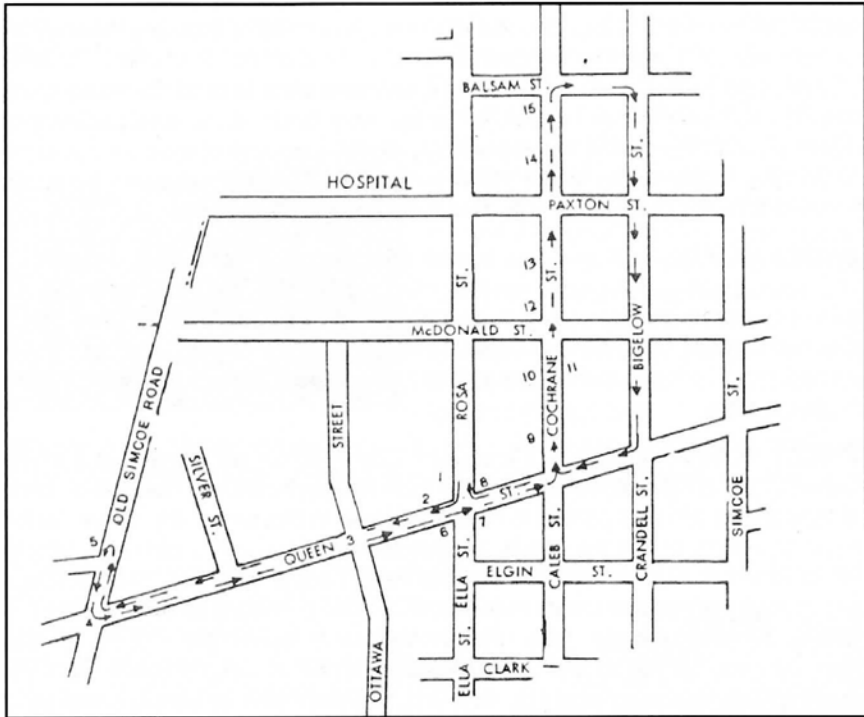 BALSAM ST.
15
14
ST.
HOSPITAL
PAXTON ST.
13
ST.
ST.
12
McDONALD ST.
BIGELOW
OLD SIMCOE ROAD
STREET
ROSA
10
11
COCHRANE
ST.
9
SILVER ST.
1
8
2
ST.
7
6
3
QUEEN
5
ELLA ST.
ELGIN ST.
CALEB ST.
CRANDELL ST.
SIMCOE
OTTAWA
ELLA ST.
CLARK